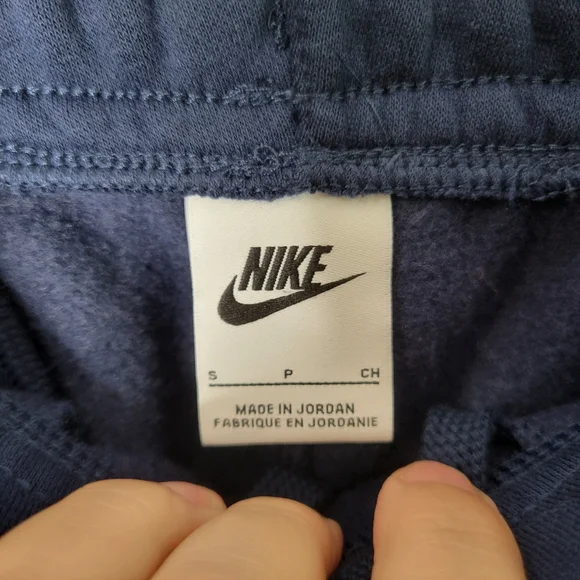 NIKE
S P CH
MADE IN JORDAN
FABRIQUE EN JORDANIE